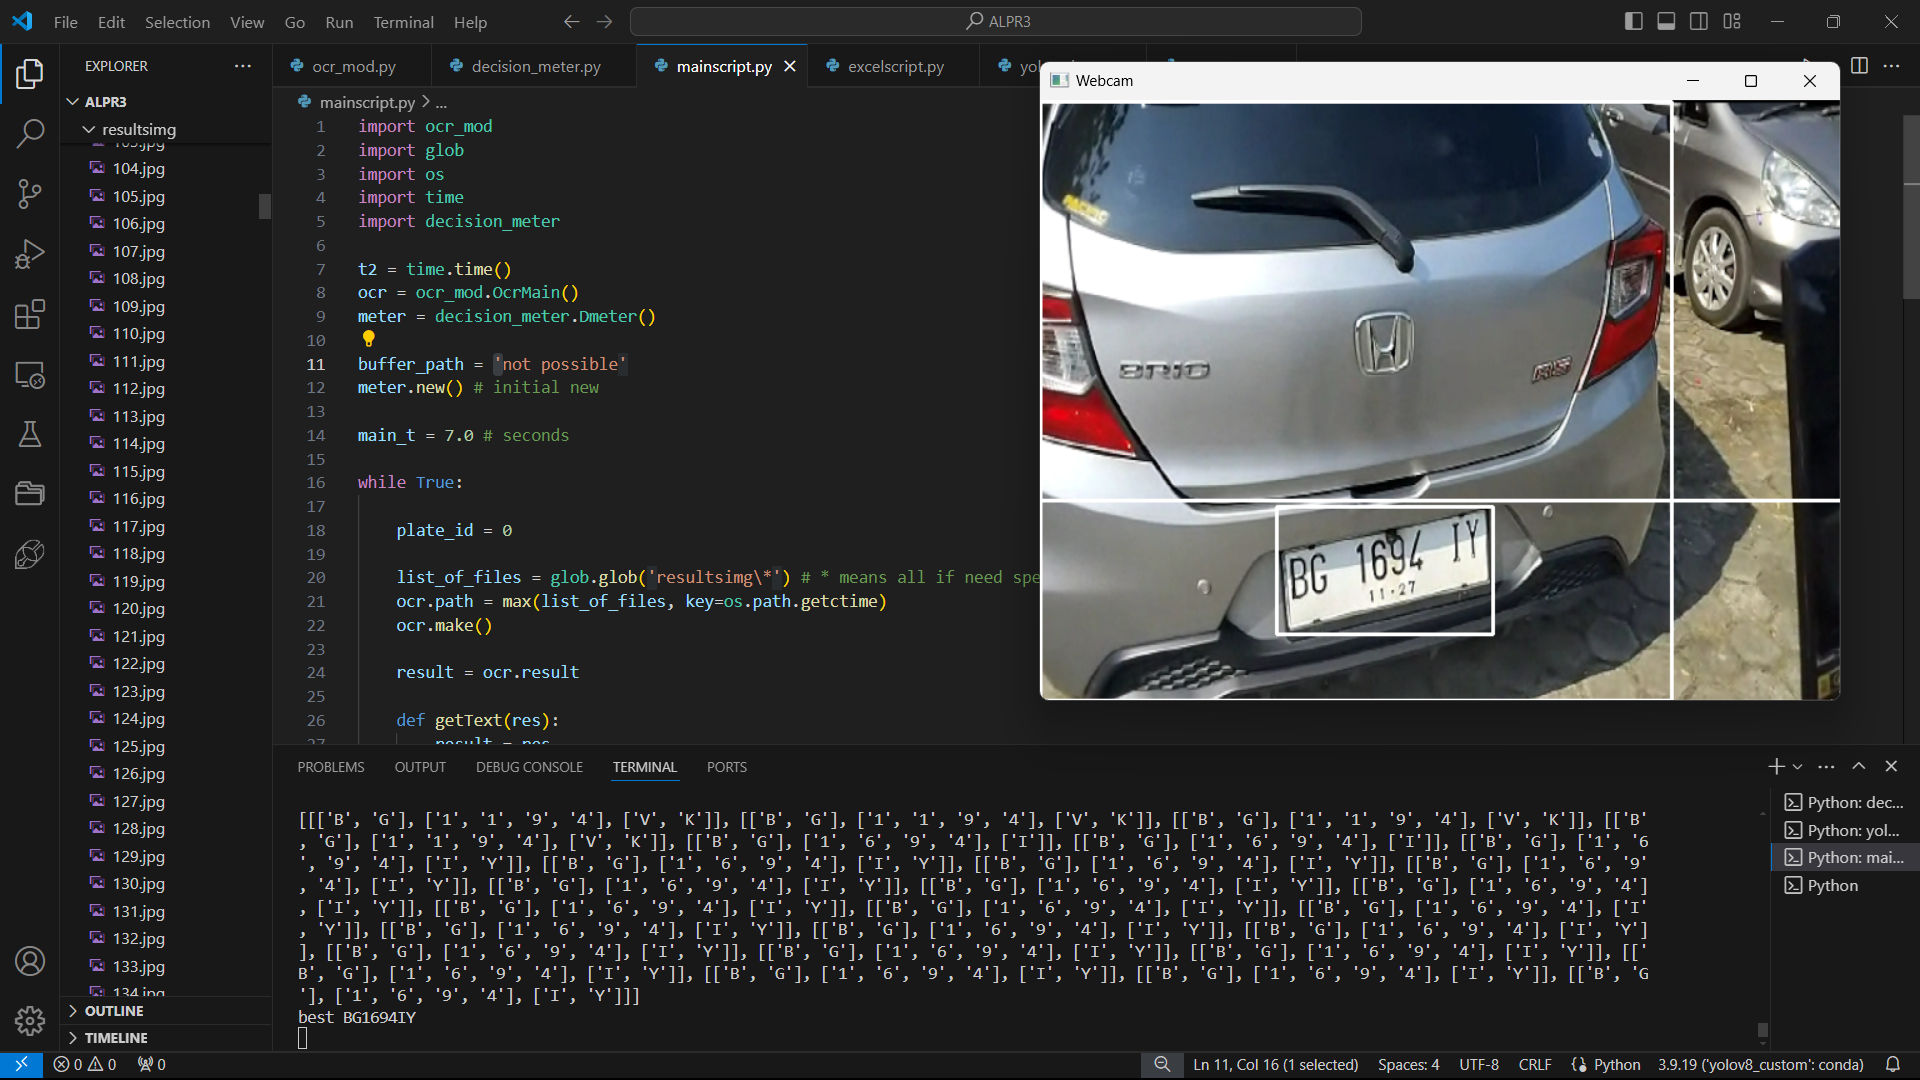 File Edit Selection View Go Run Terminal Help
ALPR3
EXPLORER
ALPR3
resultsimg
103.jpg
104.jpg
105.jpg
106.jpg
107.jpg
108.jpg
109.jpg
110.jpg
111.jpg
112.jpg
113.jpg
114.jpg
115.jpg
116.jpg
117.jpg
118.jpg
119.jpg
120.jpg
121.jpg
122.jpg
123.jpg
124.jpg
125.jpg
126.jpg
127.jpg
128.jpg
129.jpg
130.jpg
131.jpg
132.jpg
133.jpg
134.jpg
OUTLINE
TIMELINE
ocr_mod.py decision_meter.py mainscript.py excelscript.py
mainscript.py > ...
1 import ocr_mod
2 import glob
3 import os
4 import time
5 import decision_meter
6
7 t2 = time.time()
8 ocr = ocr_mod.OcrMain()
9 meter = decision_meter.Dmeter()
10
11 buffer_path = 'not possible'
12 meter.new() # initial new
13
14 main_t = 7.0 # seconds
15
16 while True:
17
18 plate_id = 0
19
20 list_of_files = glob.glob('resultsimg\*') # * means all if need spe
21 ocr.path = max(list_of_files, key=os.path.getctime)
22 ocr.make()
23
24 result = ocr.result
25
26 def getText(res):
27 result = res
Webcam
PACIFIC
BRIO
RS
BG 1694 IY
11·27
PROBLEMS OUTPUT DEBUG CONSOLE TERMINAL PORTS
[[['B', 'G'], ['1', '1', '9', '4'], ['V', 'K']], [['B', 'G'], ['1', '1', '9', '4'], ['V', 'K']], [['B', 'G'], ['1', '1', '9', '4'], ['V', 'K']], [['B'
, 'G'], ['1', '1', '9', '4'], ['V', 'K']], [['B', 'G'], ['1', '6', '9', '4'], ['I']], [['B', 'G'], ['1', '6', '9', '4'], ['I']], [['B', 'G'], ['1', '6
', '9', '4'], ['I', 'Y']], [['B', 'G'], ['1', '6', '9', '4'], ['I', 'Y']], [['B', 'G'], ['1', '6', '9', '4'], ['I', 'Y']], [['B', 'G'], ['1', '6', '9'
, '4'], ['I', 'Y']], [['B', 'G'], ['1', '6', '9', '4'], ['I', 'Y']], [['B', 'G'], ['1', '6', '9', '4'], ['I', 'Y']], [['B', 'G'], ['1', '6', '9', '4']
, ['I', 'Y']], [['B', 'G'], ['1', '6', '9', '4'], ['I', 'Y']], [['B', 'G'], ['1', '6', '9', '4'], ['I', 'Y']], [['B', 'G'], ['1', '6', '9', '4'], ['I'
, 'Y']], [['B', 'G'], ['1', '6', '9', '4'], ['I', 'Y']], [['B', 'G'], ['1', '6', '9', '4'], ['I', 'Y']], [['B', 'G'], ['1', '6', '9', '4'], ['I', 'Y']
], [['B', 'G'], ['1', '6', '9', '4'], ['I', 'Y']], [['B', 'G'], ['1', '6', '9', '4'], ['I', 'Y']], [['B', 'G'], ['1', '6', '9', '4'], ['I', 'Y']], [['
B', 'G'], ['1', '6', '9', '4'], ['I', 'Y']], [['B', 'G'], ['1', '6', '9', '4'], ['I', 'Y']], [['B', 'G'], ['1', '6', '9', '4'], ['I', 'Y']], [['B', 'G
'], ['1', '6', '9', '4'], ['I', 'Y']]]
best BG1694IY
Python: dec...
Python: yol...
Python: mai...
Python
0 0 0
Ln 11, Col 16 (1 selected) Spaces: 4 UTF-8 CRLF Python 3.9.19 ('yolov8_custom': conda)